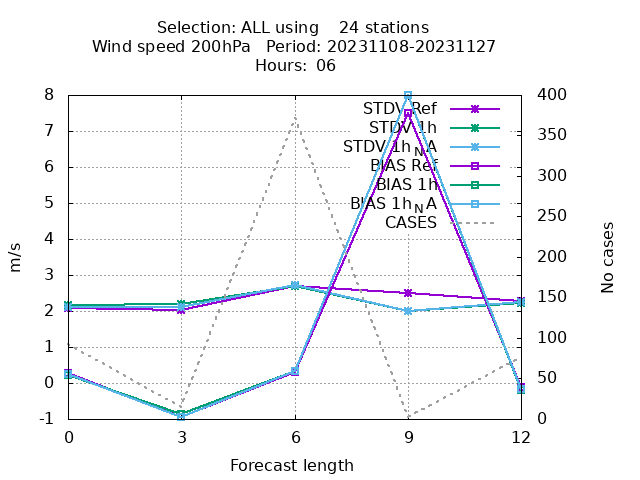 Selection: ALL using    24 stations
Wind speed 200hPa   Period: 20231108-20231127
Hours: 06
8
7
6
5
4
3
2
1
0
-1
m/s
STDV Ref
STDV 1h
STDV 1h_NA
BIAS Ref
BIAS 1h
BIAS 1h_NA
CASES
400
350
300
250
200
150
100
50
0
No cases
0 3 6 9 12
Forecast length